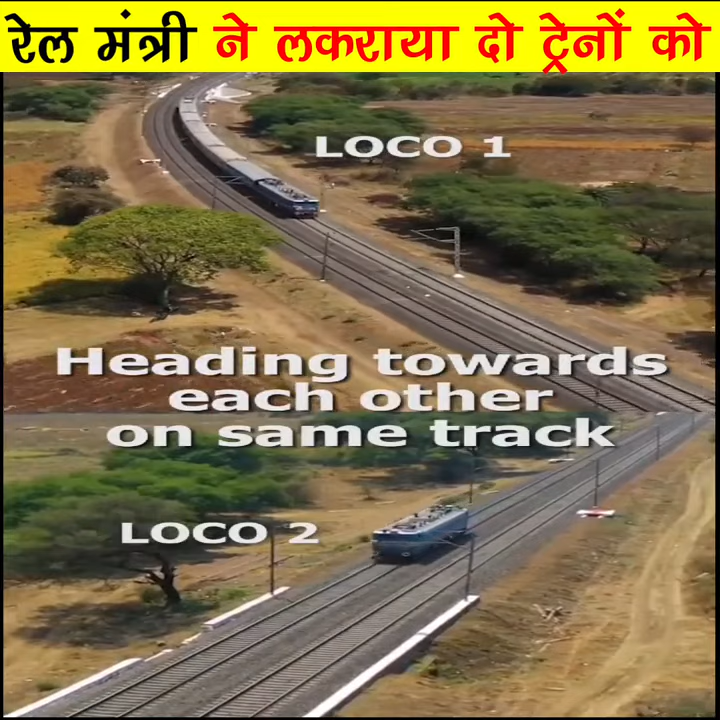 रेल मंत्री ने लकराया दो ट्रेनों को
LOCO 1
Heading towards
each other
on same track
LOCO 2